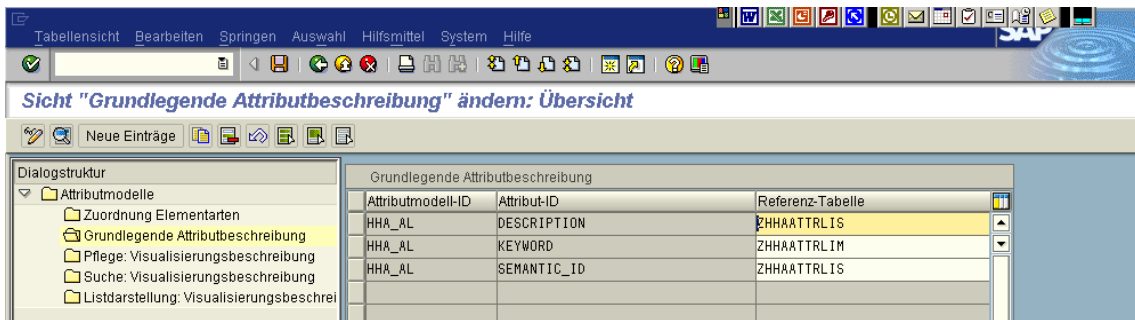 Tabellensicht Bearbeiten Springen Auswahl Hilfsmittel System Hilfe
SAP
Sicht "Grundlegende Attributbeschreibung" ändern: Übersicht
Neue Einträge
Dialogstruktur
Attributmodelle
Zuordnung Elementarten
Grundlegende Attributbeschreibung
Pflege: Visualisierungsbeschreibung
Suche: Visualisierungsbeschreibung
Listdarstellung: Visualisierungsbeschrei
Grundlegende Attributbeschreibung
Attributmodell-ID Attribut-ID Referenz-Tabelle
HHA_AL DESCRIPTION ZHHAATTRLIS
HHA_AL KEYWORD ZHHAATTRLIM
HHA_AL SEMANTIC_ID ZHHAATTRLIS